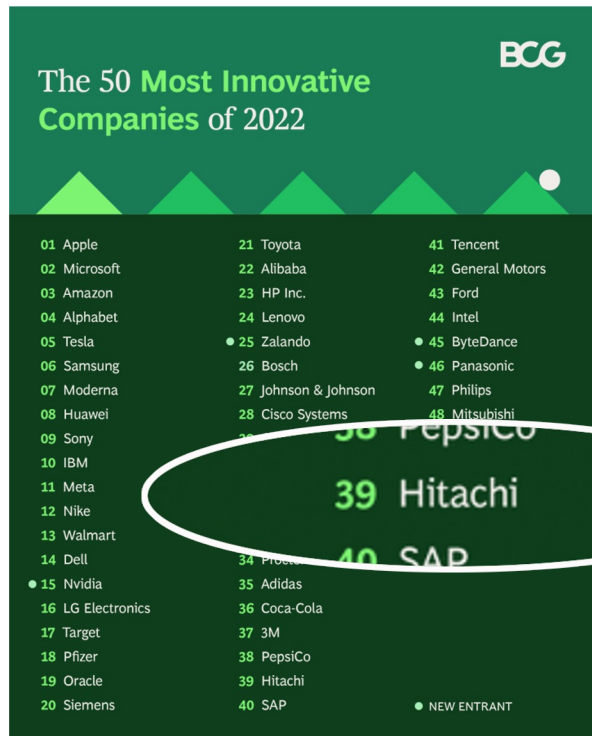 BCG
The 50 Most Innovative
Companies of 2022
01 Apple
02 Microsoft
03 Amazon
04 Alphabet
05 Tesla
06 Samsung
07 Moderna
08 Huawei
09 Sony
10 IBM
11 Meta
12 Nike
13 Walmart
14 Dell
15 Nvidia
16 LG Electronics
17 Target
18 Pfizer
19 Oracle
20 Siemens
21 Toyota
22 Alibaba
23 HP Inc.
24 Lenovo
25 Zalando
26 Bosch
27 Johnson & Johnson
28 Cisco Systems
34
35 Adidas
36 Coca-Cola
37 3M
38 PepsiCo
39 Hitachi
40 SAP
41 Tencent
42 General Motors
43 Ford
44 Intel
45 ByteDance
46 Panasonic
47 Philips
48 Mitsubishi
38 PepsiCo
39 Hitachi
40 SAP
NEW ENTRANT